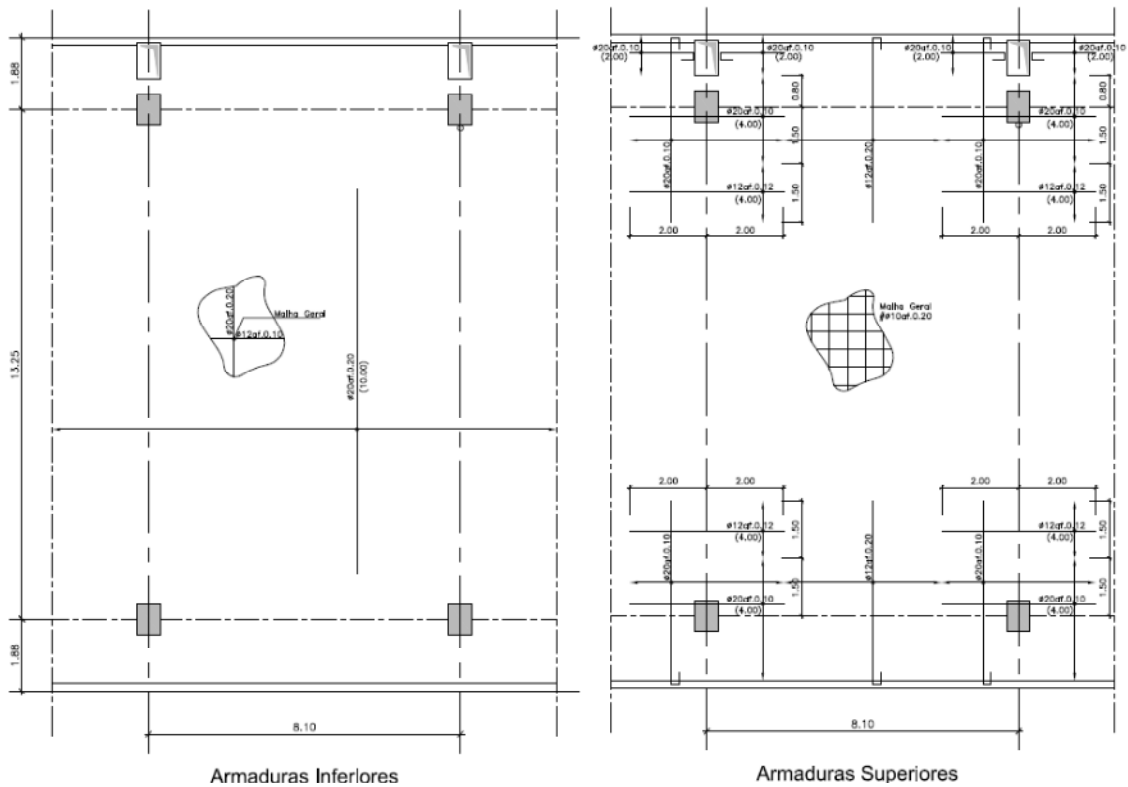 1.88
13.25
1.88
ø20af.0.20
Malha Geral
ø12af.0.10
ø20af.0.20
(10.00)
8.10
Armaduras Inferiores
ø20af.0.10
(2.00)
ø20af.0.10
(2.00)
ø20af.0.10
(2.00)
ø20af.0.10
(2.00)
0.80
0.80
ø20af.0.10
(4.00)
ø20af.0.10
(4.00)
1.50
1.50
ø20af.0.10
ø12af.0.20
ø20af.0.10
ø12af.0.12
(4.00)
ø12af.0.12
(4.00)
1.50
1.50
2.00
2.00
2.00
2.00
Malha Geral
#ø10af.0.20
2.00
2.00
2.00
2.00
ø12af.0.12
(4.00)
ø12af.0.12
(4.00)
1.50
1.50
ø20af.0.10
ø12af.0.20
ø20af.0.10
ø20af.0.10
(4.00)
ø20af.0.10
(4.00)
1.50
1.50
8.10
Armaduras Superiores